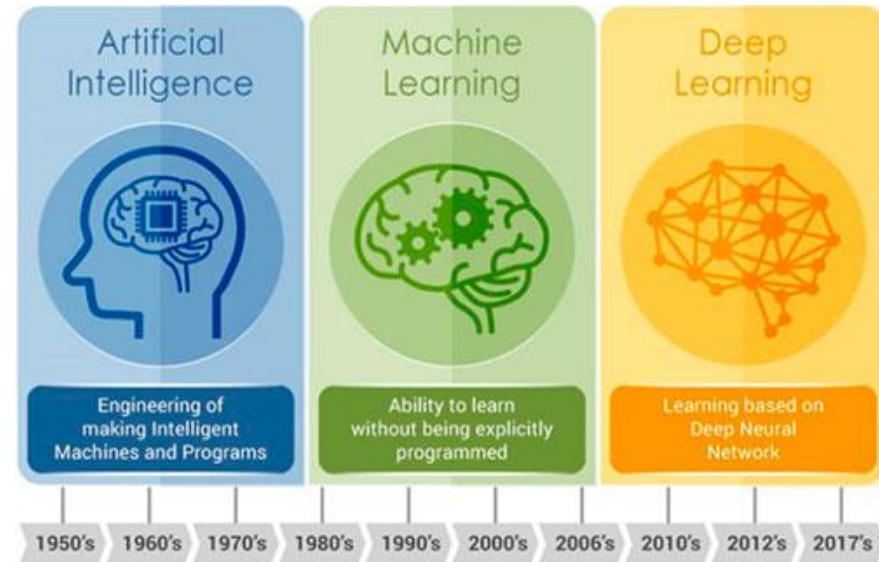 Artificial
Intelligence
Engineering of
making Intelligent
Machines and Programs
Machine
Learning
Ability to learn
without being explicitly
programmed
Deep
Learning
Learning based on
Deep Neural
Network
1950's 1960's 1970's 1980's 1990's 2000's 2006's 2010's 2012's 2017's